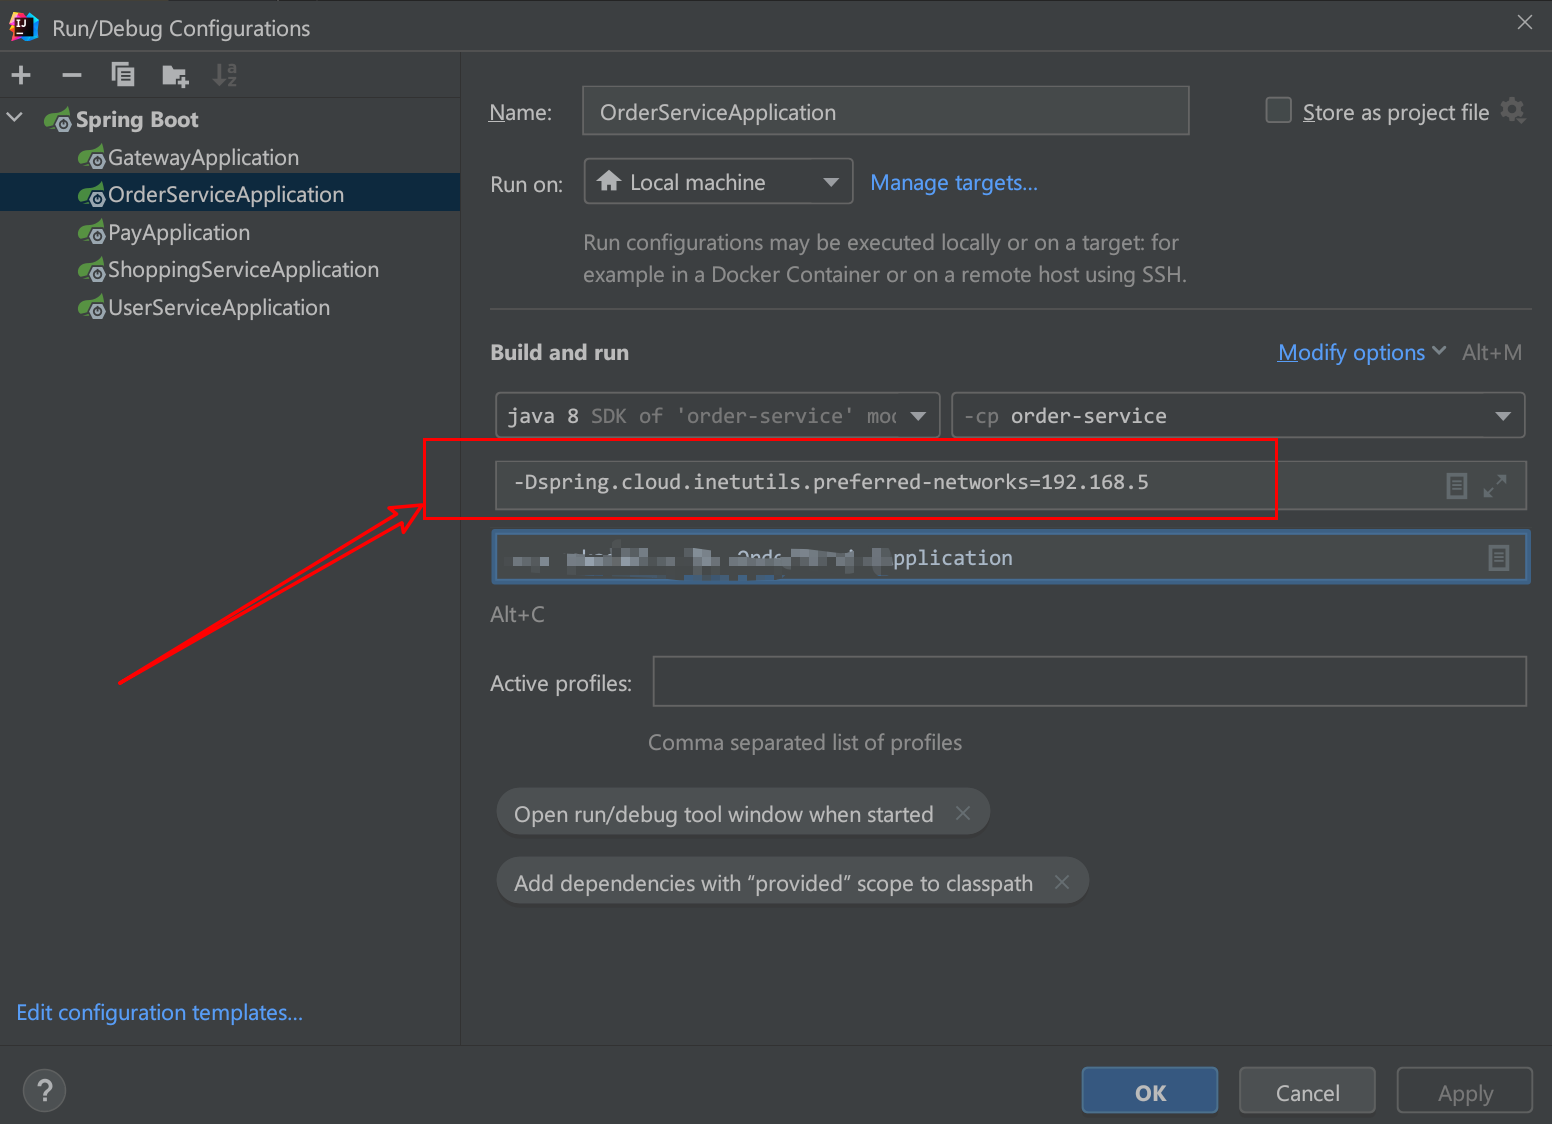 Run/Debug Configurations
Spring Boot
GatewayApplication
OrderServiceApplication
PayApplication
ShoppingServiceApplication
UserServiceApplication
Edit configuration templates...
Name:
OrderServiceApplication
Store as project file
Run on:
Local machine
Manage targets...
Run configurations may be executed locally or on a target: for
example in a Docker Container or on a remote host using SSH.
Build and run
Modify options
Alt+M
java 8 SDK of 'order-service' mo
-cp order-service
-Dspring.cloud.inetutils.preferred-networks=192.168.5
pplication
Alt+C
Active profiles:
Comma separated list of profiles
Open run/debug tool window when started
Add dependencies with “provided” scope to classpath
?
OK
Cancel
Apply